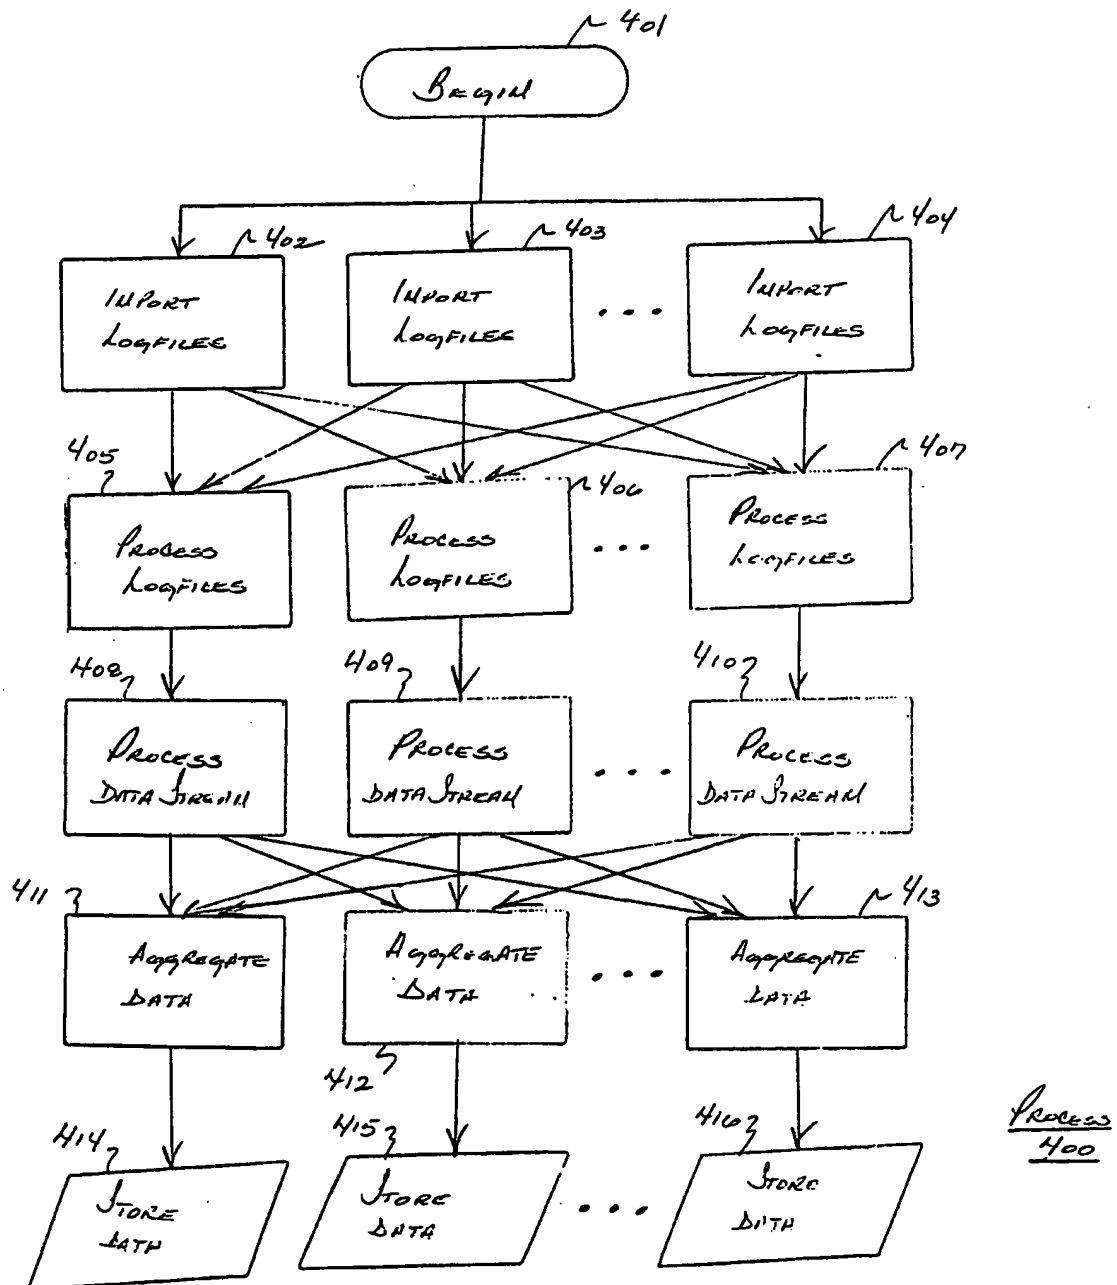 401
BEGIN
402
403
404
IMPORT
LOGFILES
IMPORT
LOGFILES
...
IMPORT
LOGFILES
405
406
407
PROCESS
LOGFILES
PROCESS
LOGFILES
...
PROCESS
LOGFILES
408
409
410
PROCESS
DATA STREAM
PROCESS
DATA STREAM
...
PROCESS
DATA STREAM
411
412
413
AGGREGATE
DATA
AGGREGATE
DATA
...
AGGREGATE
DATA
414
415
416
STORE
DATA
STORE
DATA
...
STORE
DATA
PROCESS
400